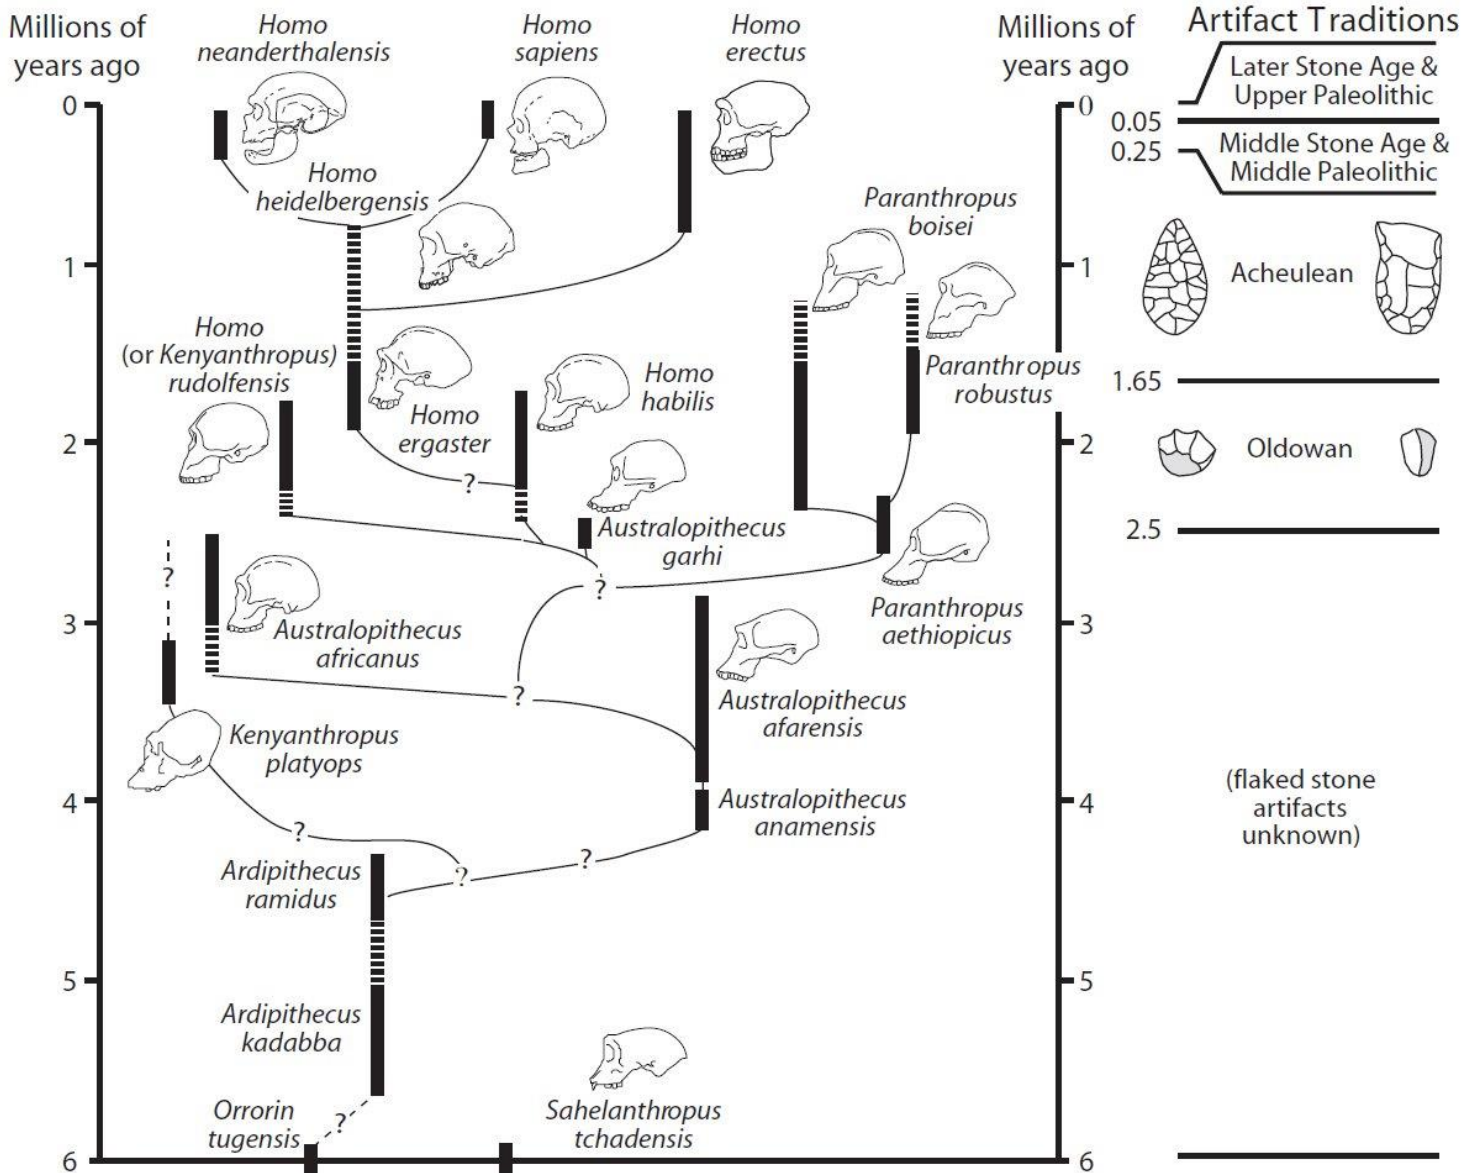 Millions of
years ago
Homo
neanderthalensis
Homo
sapiens
Homo
erectus
Millions of
years ago
Artifact Traditions
0
0
Later Stone Age &
Upper Paleolithic
0.05
0.25
Middle Stone Age &
Middle Paleolithic
Homo
heidelbergensis
Paranthropus
boisei
1
1
Acheulean
Homo
(or Kenyanthropus)
rudolfensis
Homo
habilis
Paranthropus
robustus
1.65
Homo
ergaster
2
2
Oldowan
?
Australopithecus
garhi
2.5
?
?
Paranthropus
aethiopicus
3
3
Australopithecus
africanus
?
Australopithecus
afarensis
Kenyanthropus
platyops
4
4
Australopithecus
anamensis
(flaked stone
artifacts
unknown)
?
?
?
Ardipithecus
ramidus
5
5
Ardipithecus
kadabba
Orrorin
tugensis
?
Sahelanthropus
tchadensis
6
6